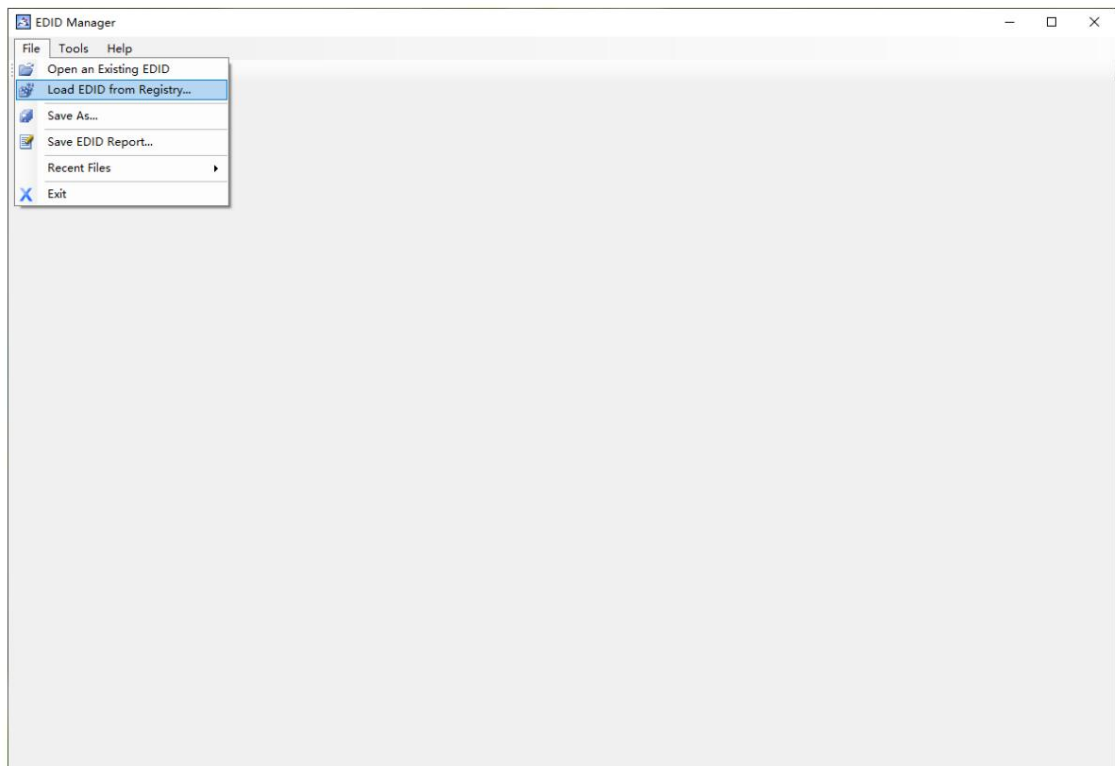 EDID Manager
File Tools Help
Open an Existing EDID
Load EDID from Registry...
Save As...
Save EDID Report...
Recent Files
Exit